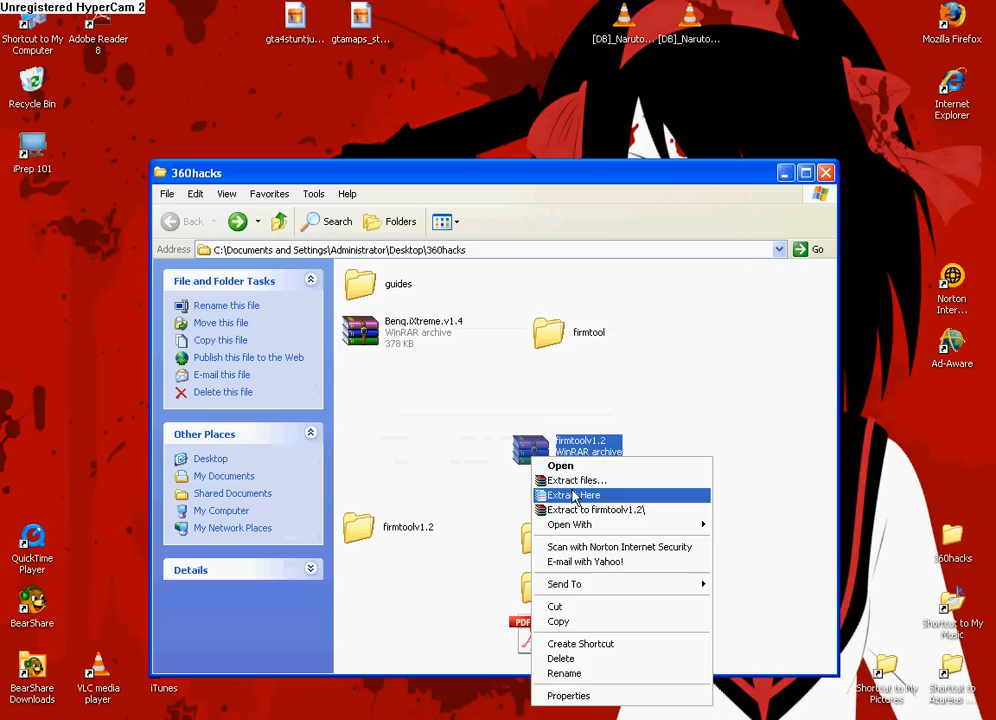 Unregistered HyperCam 2
Shortcut to My
Computer
Adobe Reader
8
gta4stuntju...
gtamaps_st...
[DB]_Naruto...
[DB]_Naruto...
Mozilla Firefox
Recycle Bin
Internet
Explorer
iPrep 101
360hacks
File Edit View Favorites Tools Help
Back
Search
Folders
Address
C:\Documents and Settings\Administrator\Desktop\360hacks
Go
File and Folder Tasks
Rename this file
Move this file
Copy this file
Publish this file to the Web
E-mail this file
Delete this file
Other Places
Desktop
My Documents
Shared Documents
My Computer
My Network Places
Details
guides
Benq.iXtreme.v1.4
WinRAR archive
378 KB
firmtool
firmtoolv1.2
WinRAR archive
firmtoolv1.2
PDF
Open
Extract files...
Extract Here
Extract to firmtoolv1.2\
Open With
Scan with Norton Internet Security
E-mail with Yahoo!
Send To
Cut
Copy
Create Shortcut
Delete
Rename
Properties
Norton
Inter...
Ad-Aware
QuickTime
Player
BearShare
BearShare
Downloads
VLC media
player
iTunes
360hacks
Shortcut to My
Music
Shortcut to My
Pictures
Shortcut to
Azureus ...